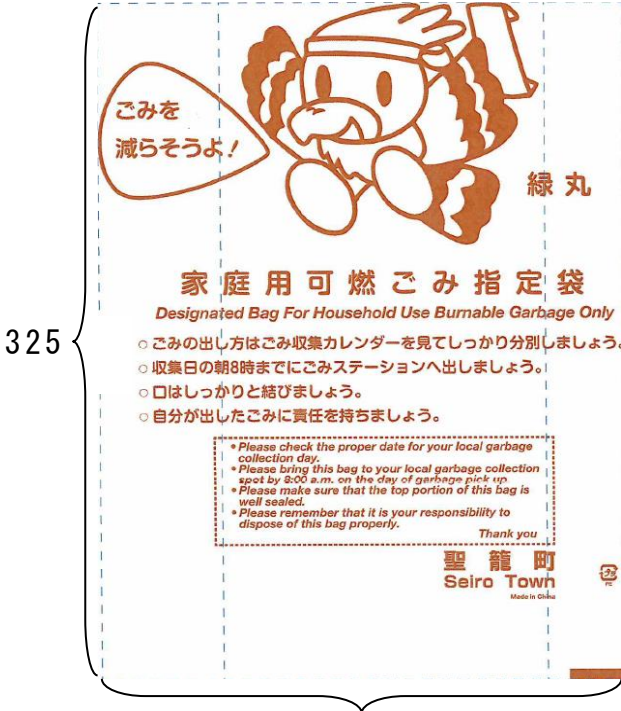 ごみを
減らそうよ!
緑丸
家庭用可燃ごみ指定袋
Designated Bag For Household Use Burnable Garbage Only
○ごみの出し方はごみ収集カレンダーを見てしっかり分別しましょう。
○収集日の朝8時までにごみステーションへ出しましょう。
○口はしっかりと結びましょう。
○自分が出したごみに責任を持ちましょう。
325
• Please check the proper date for your local garbage
collection day.
• Please bring this bag to your local garbage collection
spot by 8:00 a.m. on the day of garbage pick up
• Please make sure that the top portion of this bag is
well sealed.
• Please remember that it is your responsibility to
dispose of this bag properly.
Thank you
聖籠町
Seiro Town
Made in China
プラ
PE